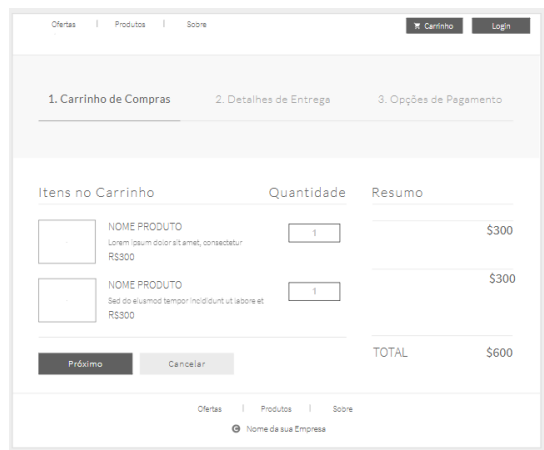 Ofertas | Produtos | Sobre
Carrinho
Login
1. Carrinho de Compras
2. Detalhes de Entrega
3. Opções de Pagamento
Itens no Carrinho
Quantidade
Resumo
NOME PRODUTO
Lorem ipsum dolor sit amet, consectetur
R$300
1
$300
NOME PRODUTO
Sed do eiusmod tempor incididunt ut labore et
R$300
1
$300
TOTAL
$600
Próximo
Cancelar
Ofertas | Produtos | Sobre
C Nome da sua Empresa